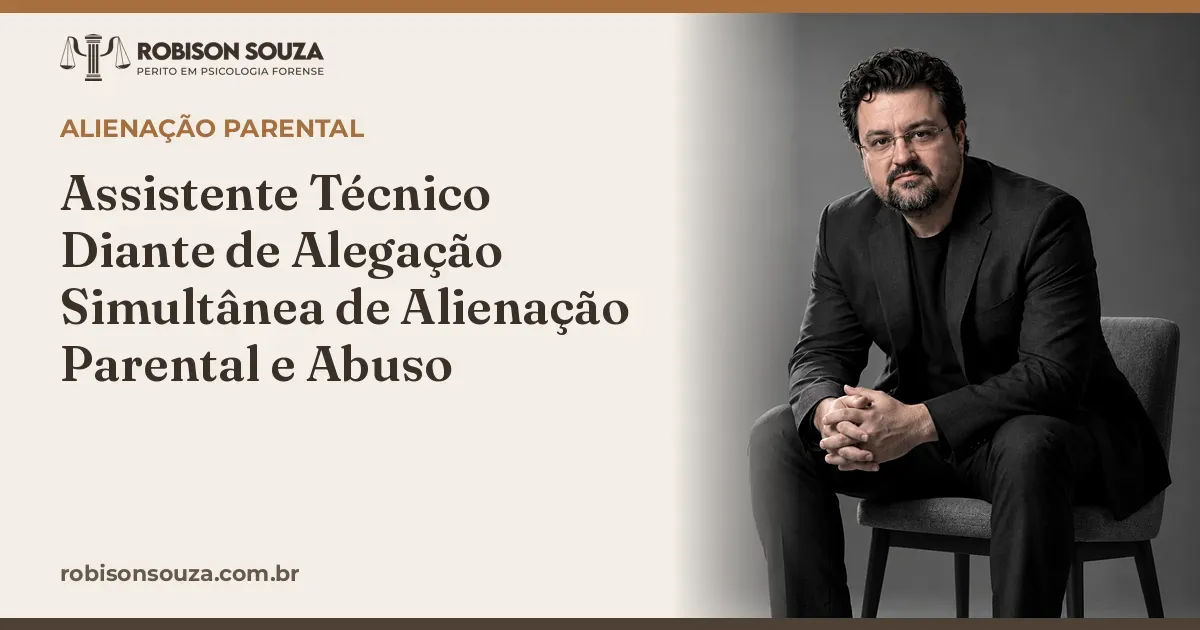 ROBISON SOUZA
PERITO EM PSICOLOGIA FORENSE
ALIENAÇÃO PARENTAL
Assistente Técnico
Diante de Alegação
Simultânea de Alienação
Parental e Abuso
robisonsouza.com.br